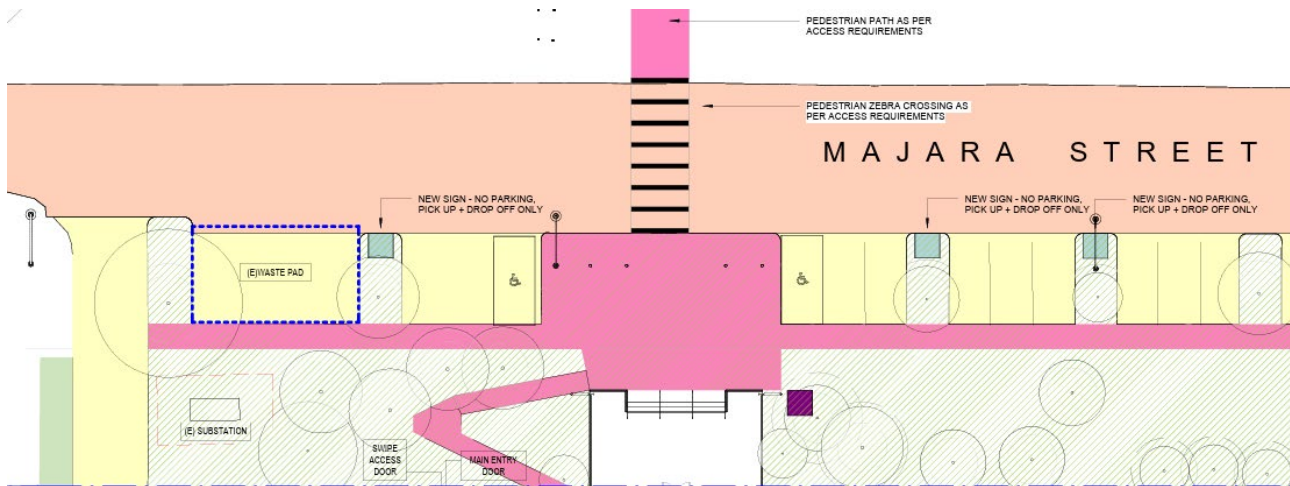 PEDESTRIAN PATH AS PER
ACCESS REQUIREMENTS
PEDESTRIAN ZEBRA CROSSING AS
PER ACCESS REQUIREMENTS
MAJARA STREET
NEW SIGN - NO PARKING,
PICK UP + DROP OFF ONLY
NEW SIGN - NO PARKING,
PICK UP + DROP OFF ONLY
NEW SIGN - NO PARKING,
PICK UP + DROP OFF ONLY
(E)WASTE PAD
(E) SUBSTATION
SWIPE
ACCESS
DOOR
MAIN ENTRY
DOOR